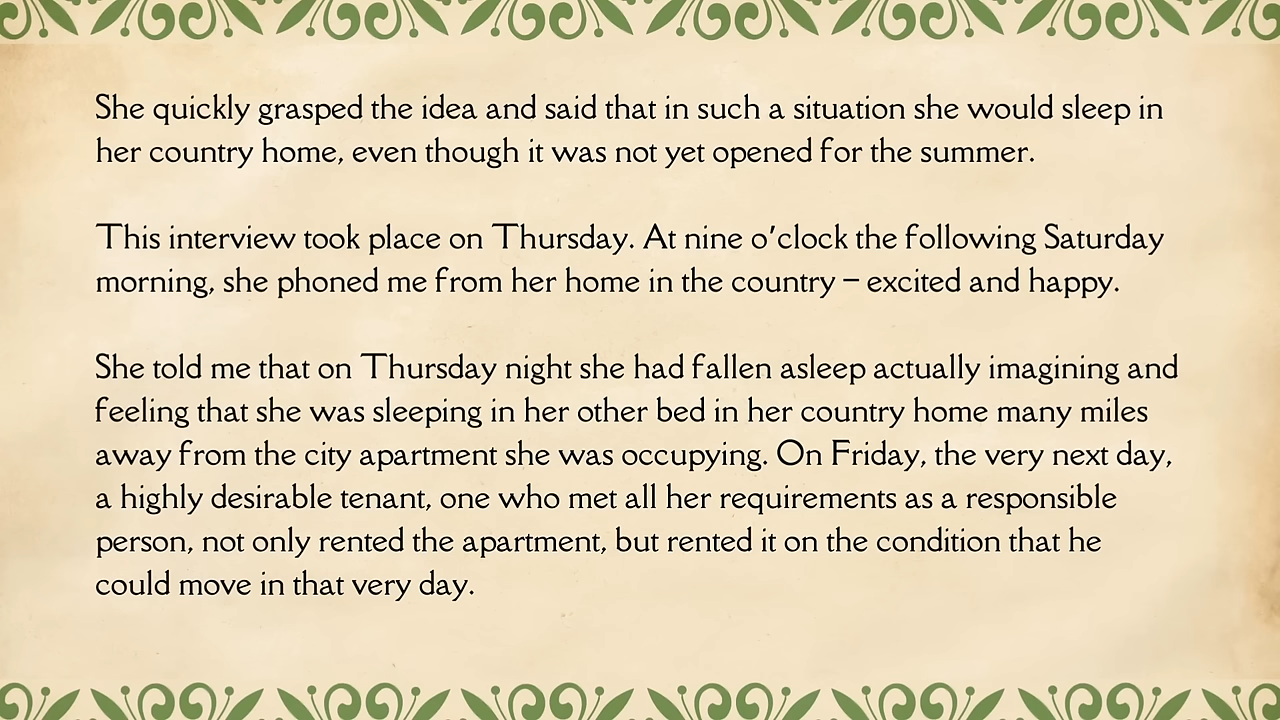 She quickly grasped the idea and said that in such a situation she would sleep in
her country home, even though it was not yet opened for the summer.
This interview took place on Thursday. At nine o'clock the following Saturday
morning, she phoned me from her home in the country – excited and happy.
She told me that on Thursday night she had fallen asleep actually imagining and
feeling that she was sleeping in her other bed in her country home many miles
away from the city apartment she was occupying. On Friday, the very next day,
a highly desirable tenant, one who met all her requirements as a responsible
person, not only rented the apartment, but rented it on the condition that he
could move in that very day.